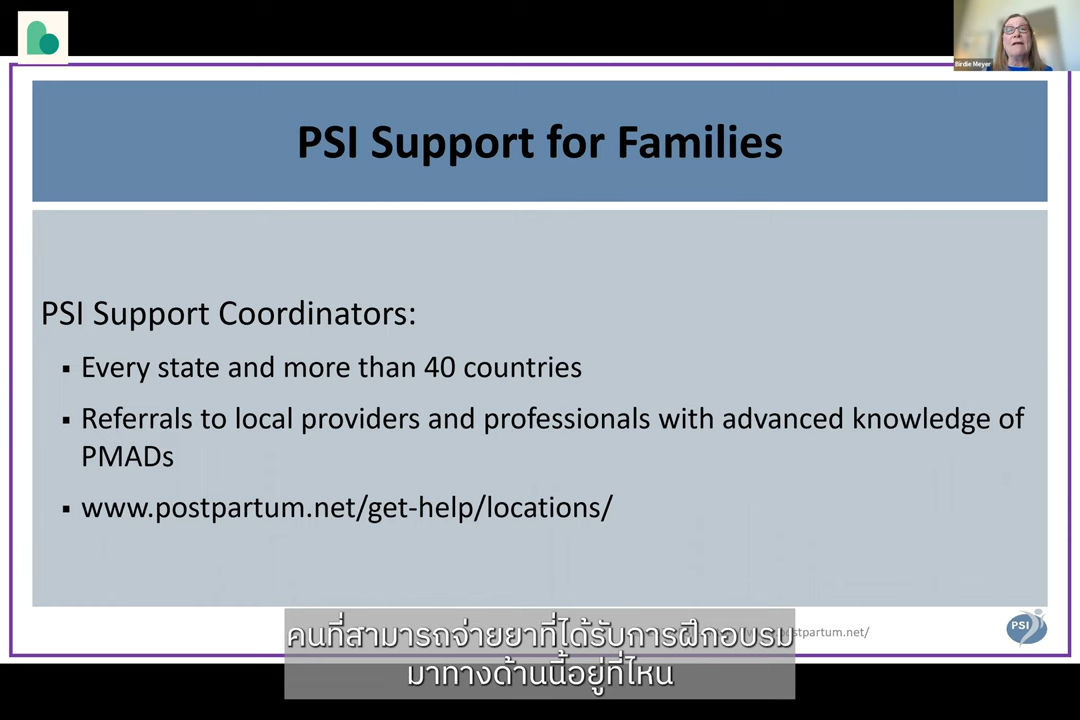 Birdie Meyer
PSI Support for Families
PSI Support Coordinators:
▪ Every state and more than 40 countries
▪ Referrals to local providers and professionals with advanced knowledge of
PMADs
▪ www.postpartum.net/get-help/locations/
stpartum.net/
PSI
คนที่สามารถจ่ายยาที่ได้รับการฝึกอบรม
มาทางด้านนี้อยู่ที่ไหน